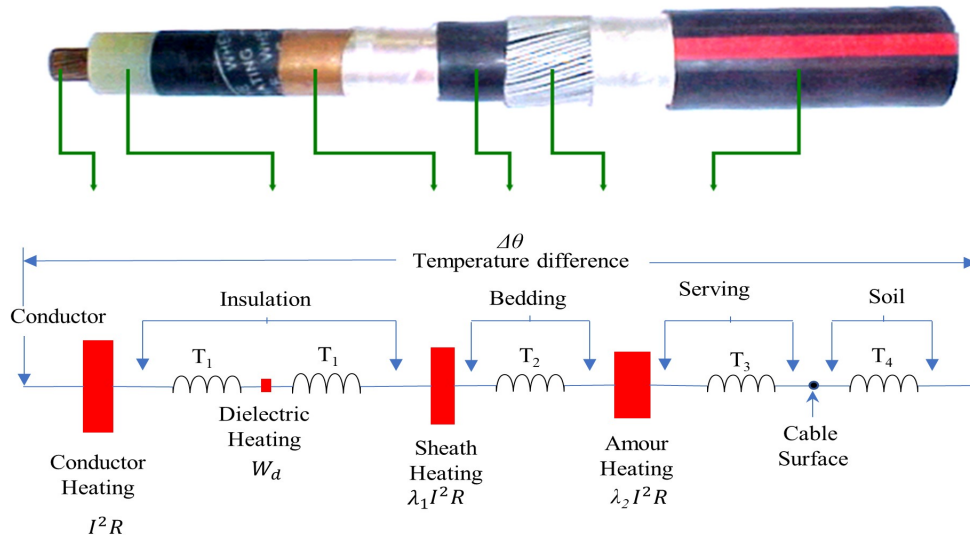 Δθ
Temperature difference
Insulation
Bedding
Serving
Soil
Conductor
T₁
T₁
T₂
T₃
T₄
Dielectric
Heating
W_d
Conductor
Heating
I²R
Sheath
Heating
λ₁I²R
Amour
Heating
λ₂I²R
Cable
Surface